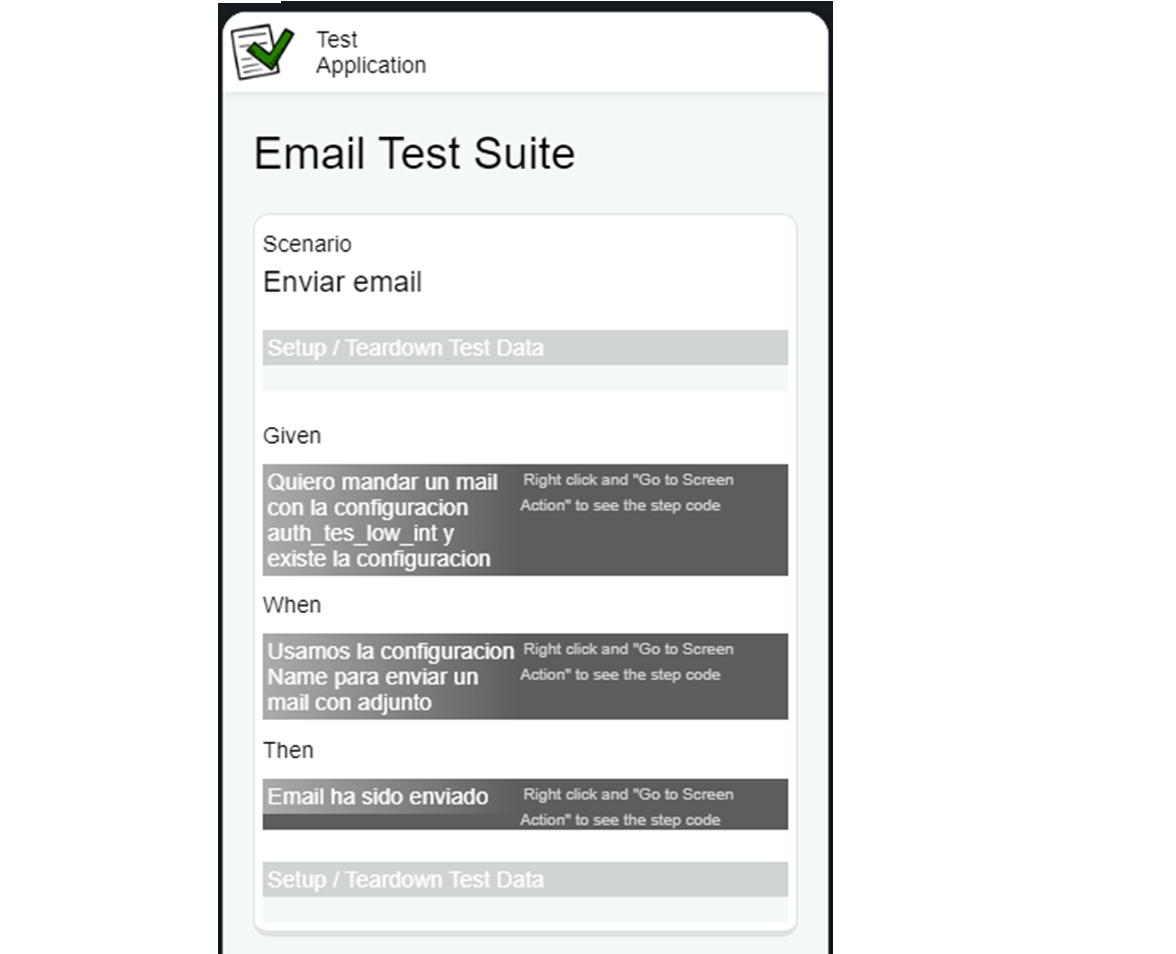 Test
Application
Email Test Suite
Scenario
Enviar email
Setup / Teardown Test Data
Given
Quiero mandar un mail
con la configuracion
auth_tes_low_int y
existe la configuracion
Right click and "Go to Screen
Action" to see the step code
When
Usamos la configuracion
Name para enviar un
mail con adjunto
Right click and "Go to Screen
Action" to see the step code
Then
Email ha sido enviado
Right click and "Go to Screen
Action" to see the step code
Setup / Teardown Test Data